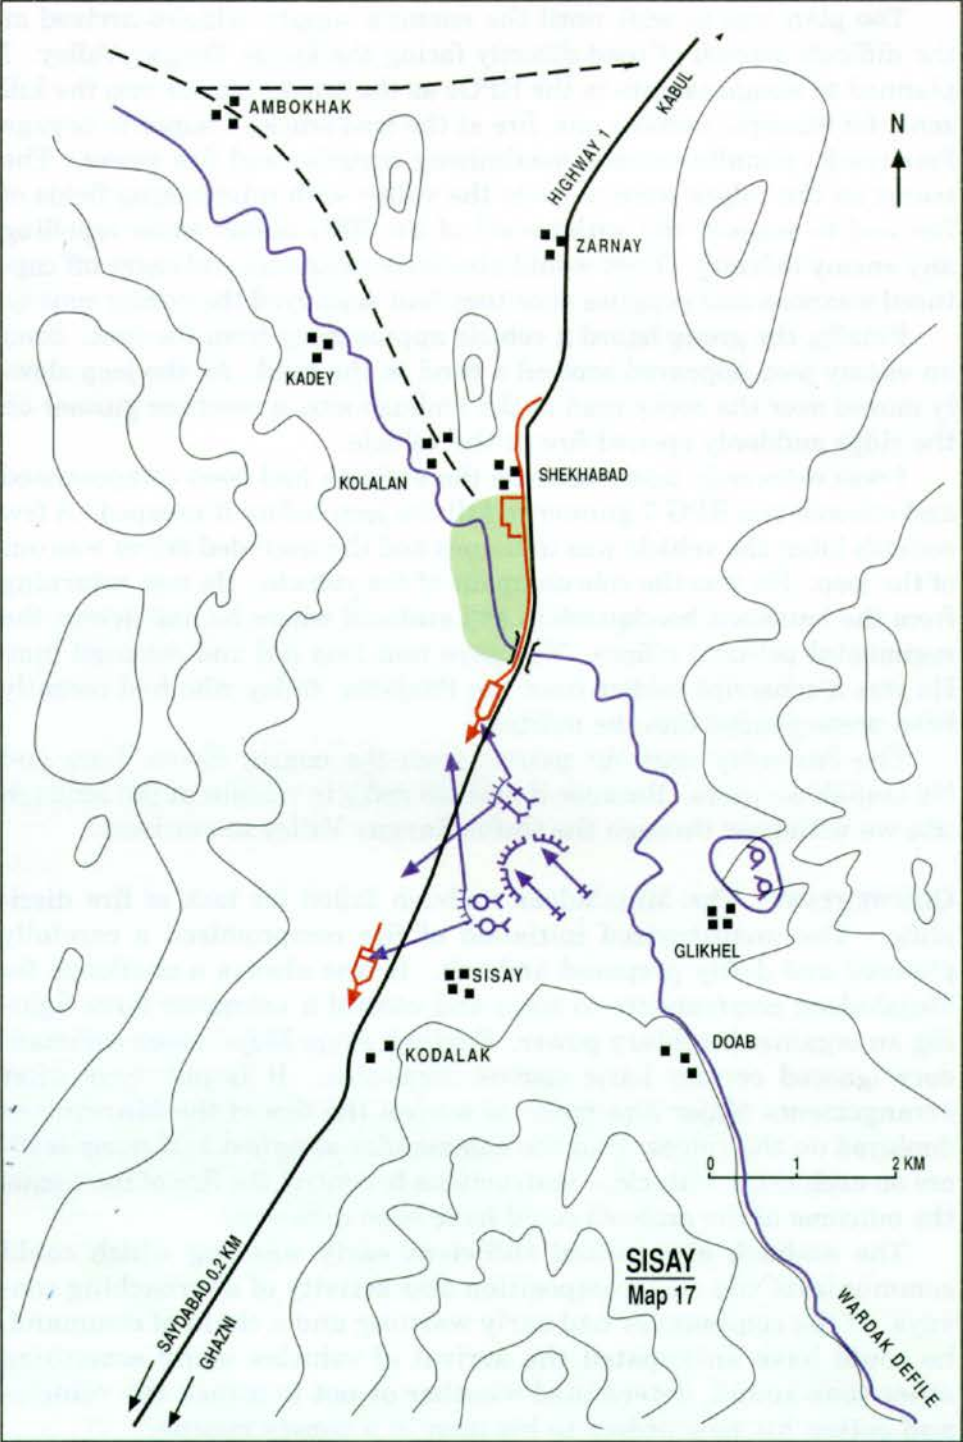 AMBOKHAK
HIGHWAY
KABUL
N
ZARNAY
KADEY
KOLALAN
SHEKHABAD
GLIKHEL
SISAY
KODALAK
DOAB
0 1 2 KM
SISAY
Map 17
SAYDABAD 0.2 KM
GHAZNI
WARDAK DEFILE